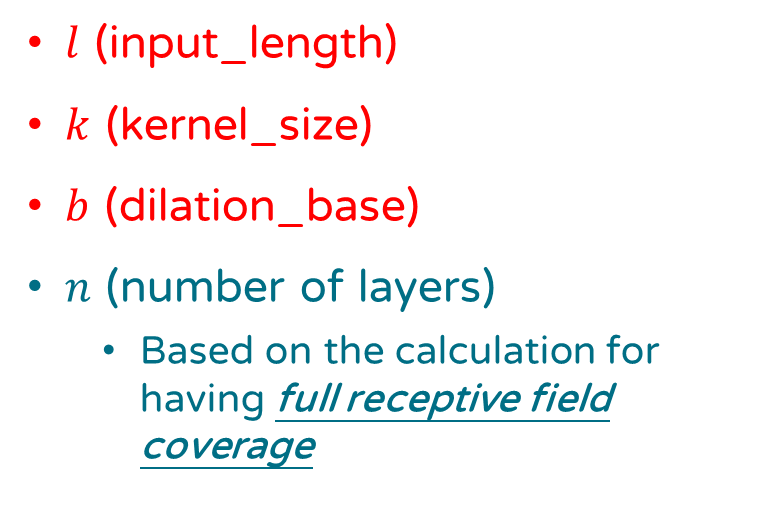 • l (input_length)
• k (kernel_size)
• b (dilation_base)
• n (number of layers)
• Based on the calculation for
having full receptive field
coverage